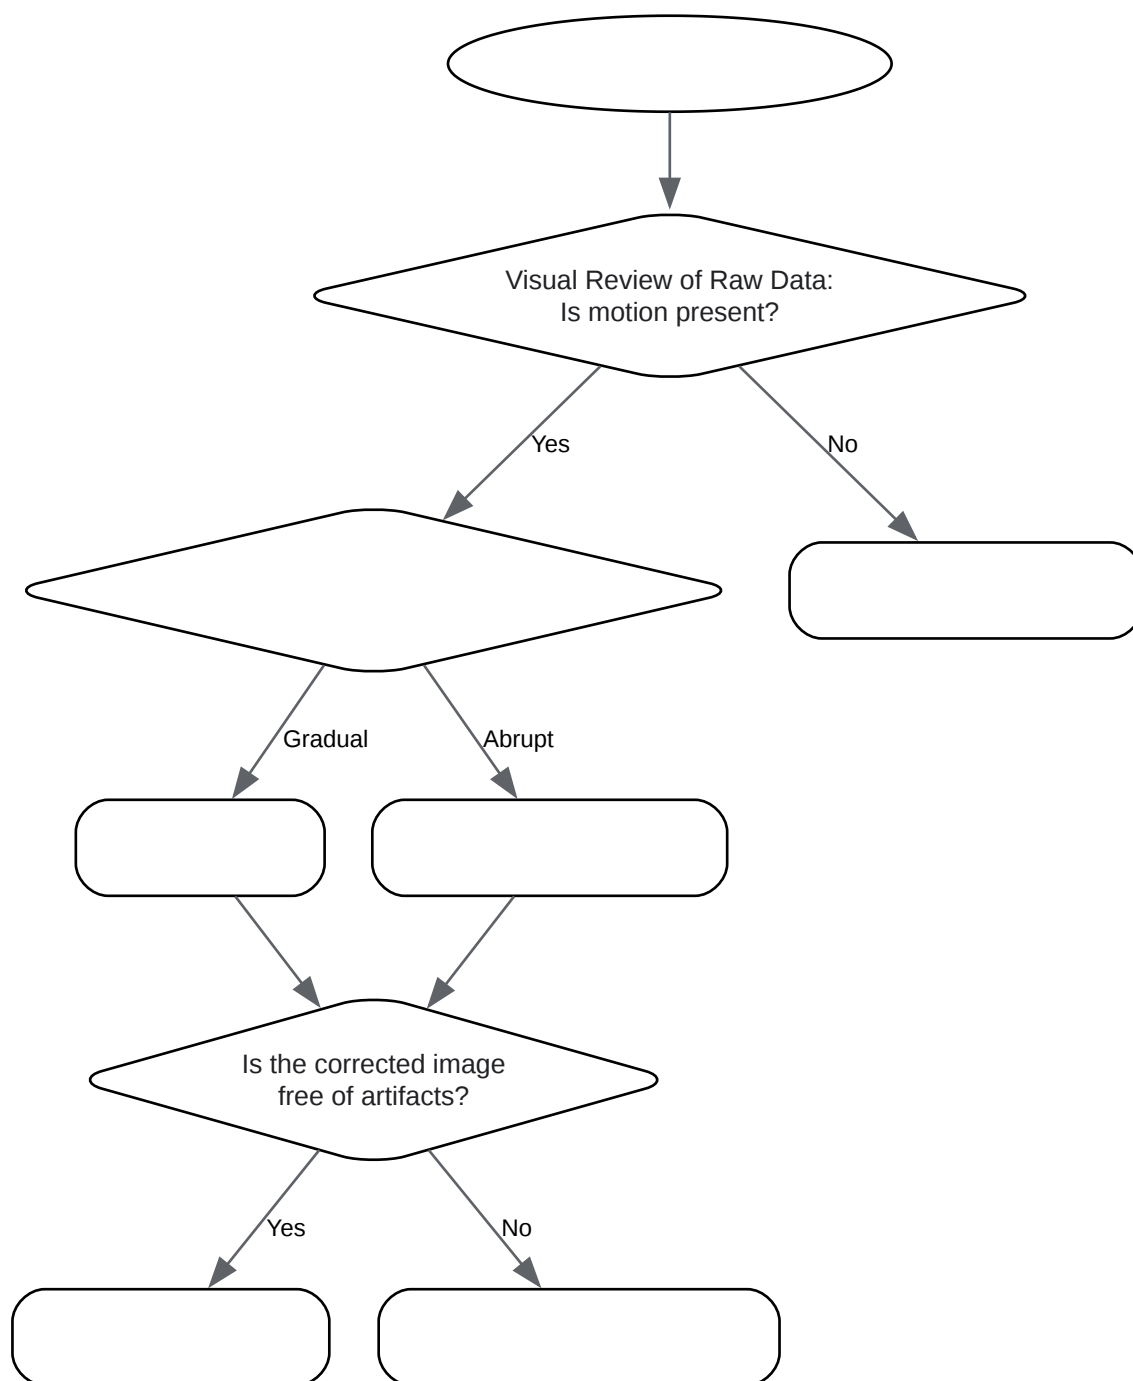 Visual Review of Raw Data:
Is motion present?
Yes
No
Gradual
Abrupt
Is the corrected image
free of artifacts?
Yes
No